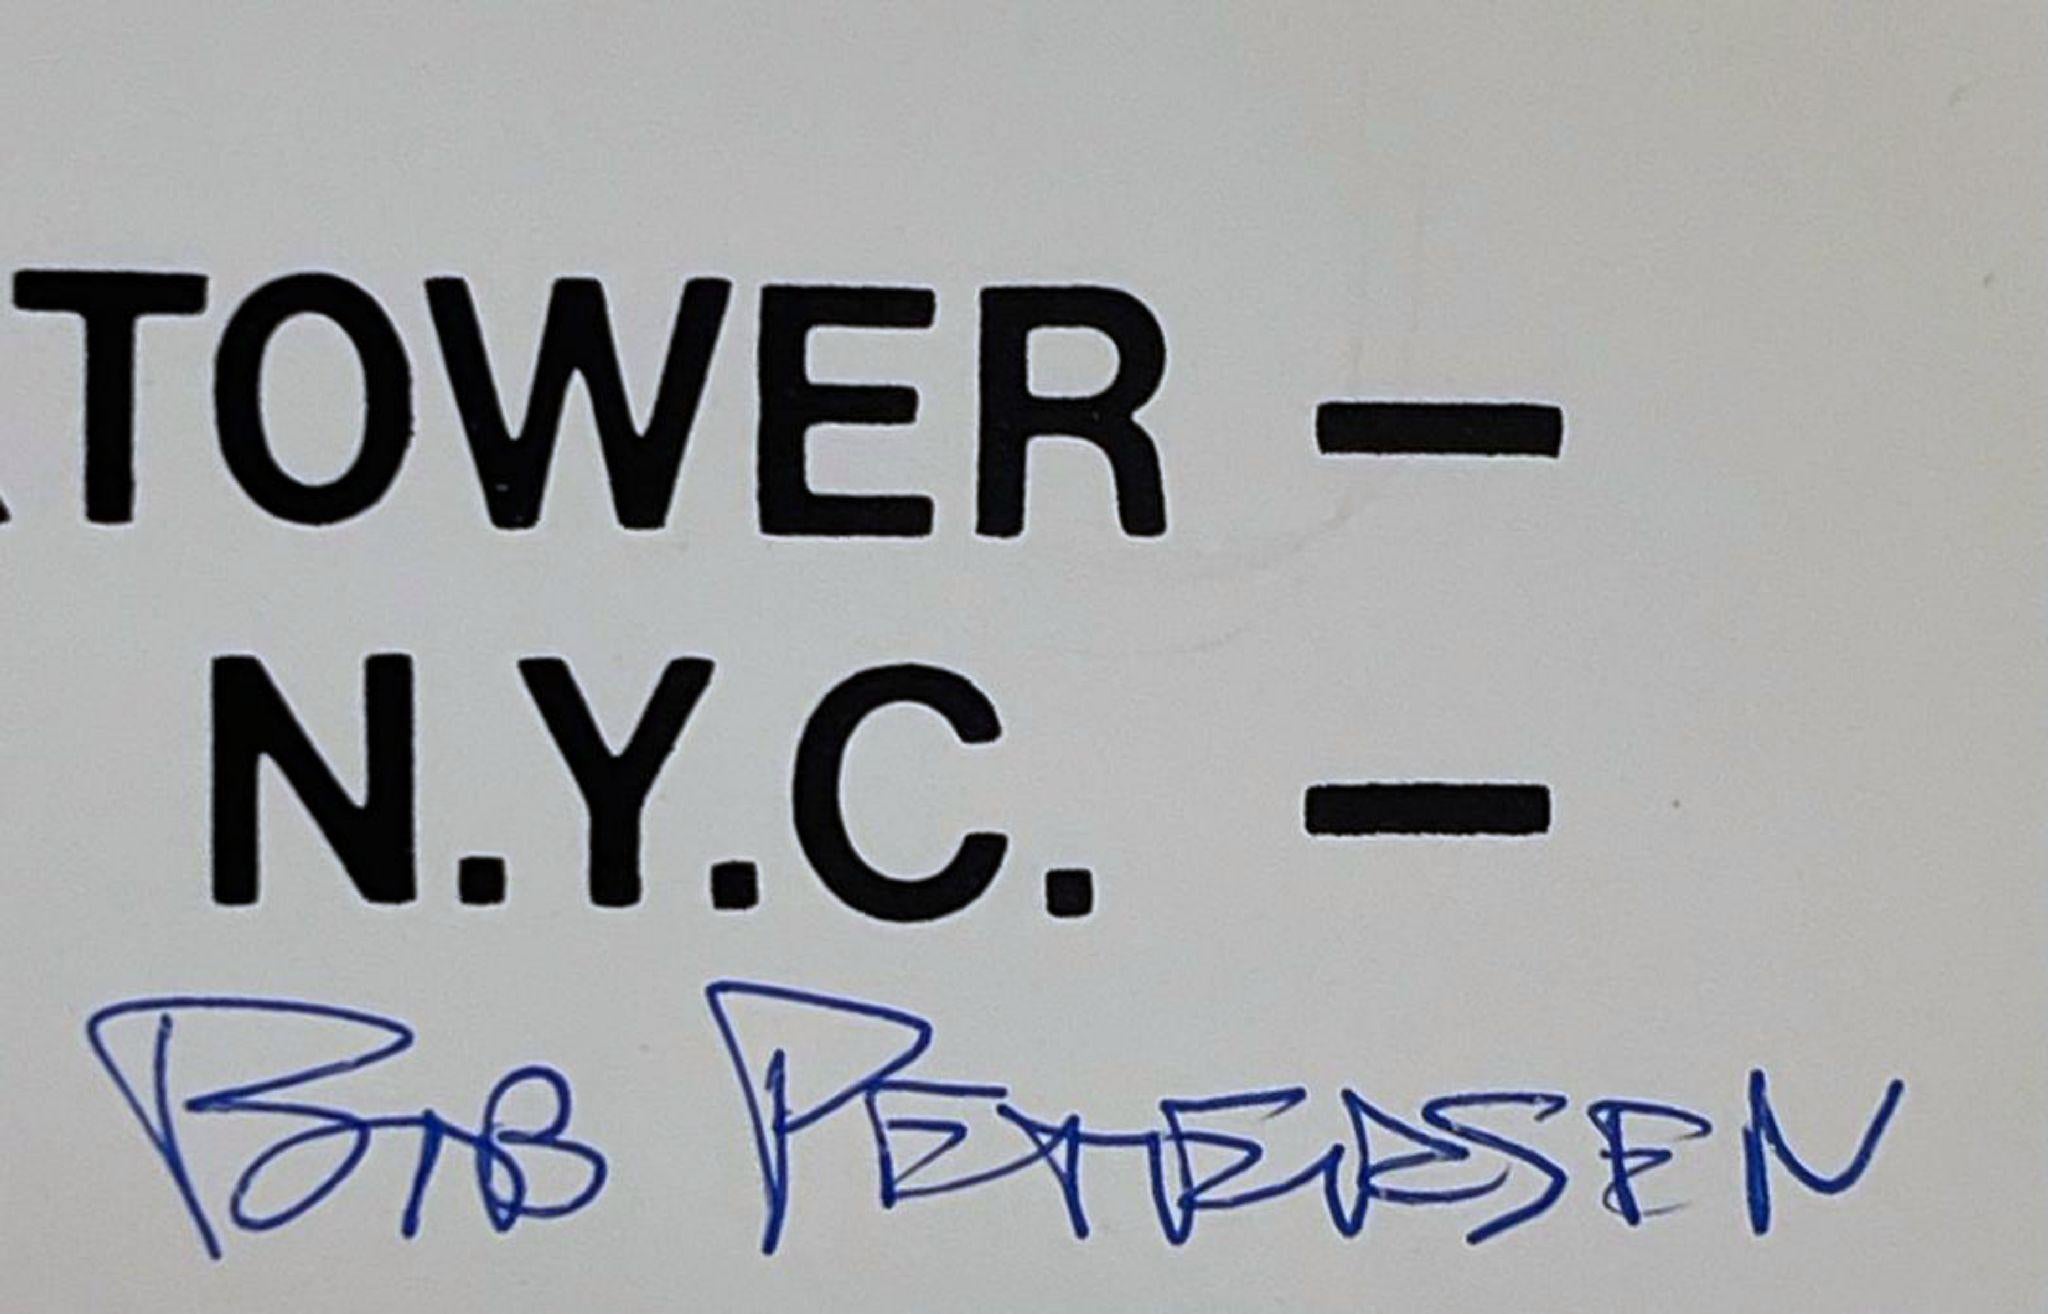 TOWER —
N.Y.C. —
BOB PETERSEN